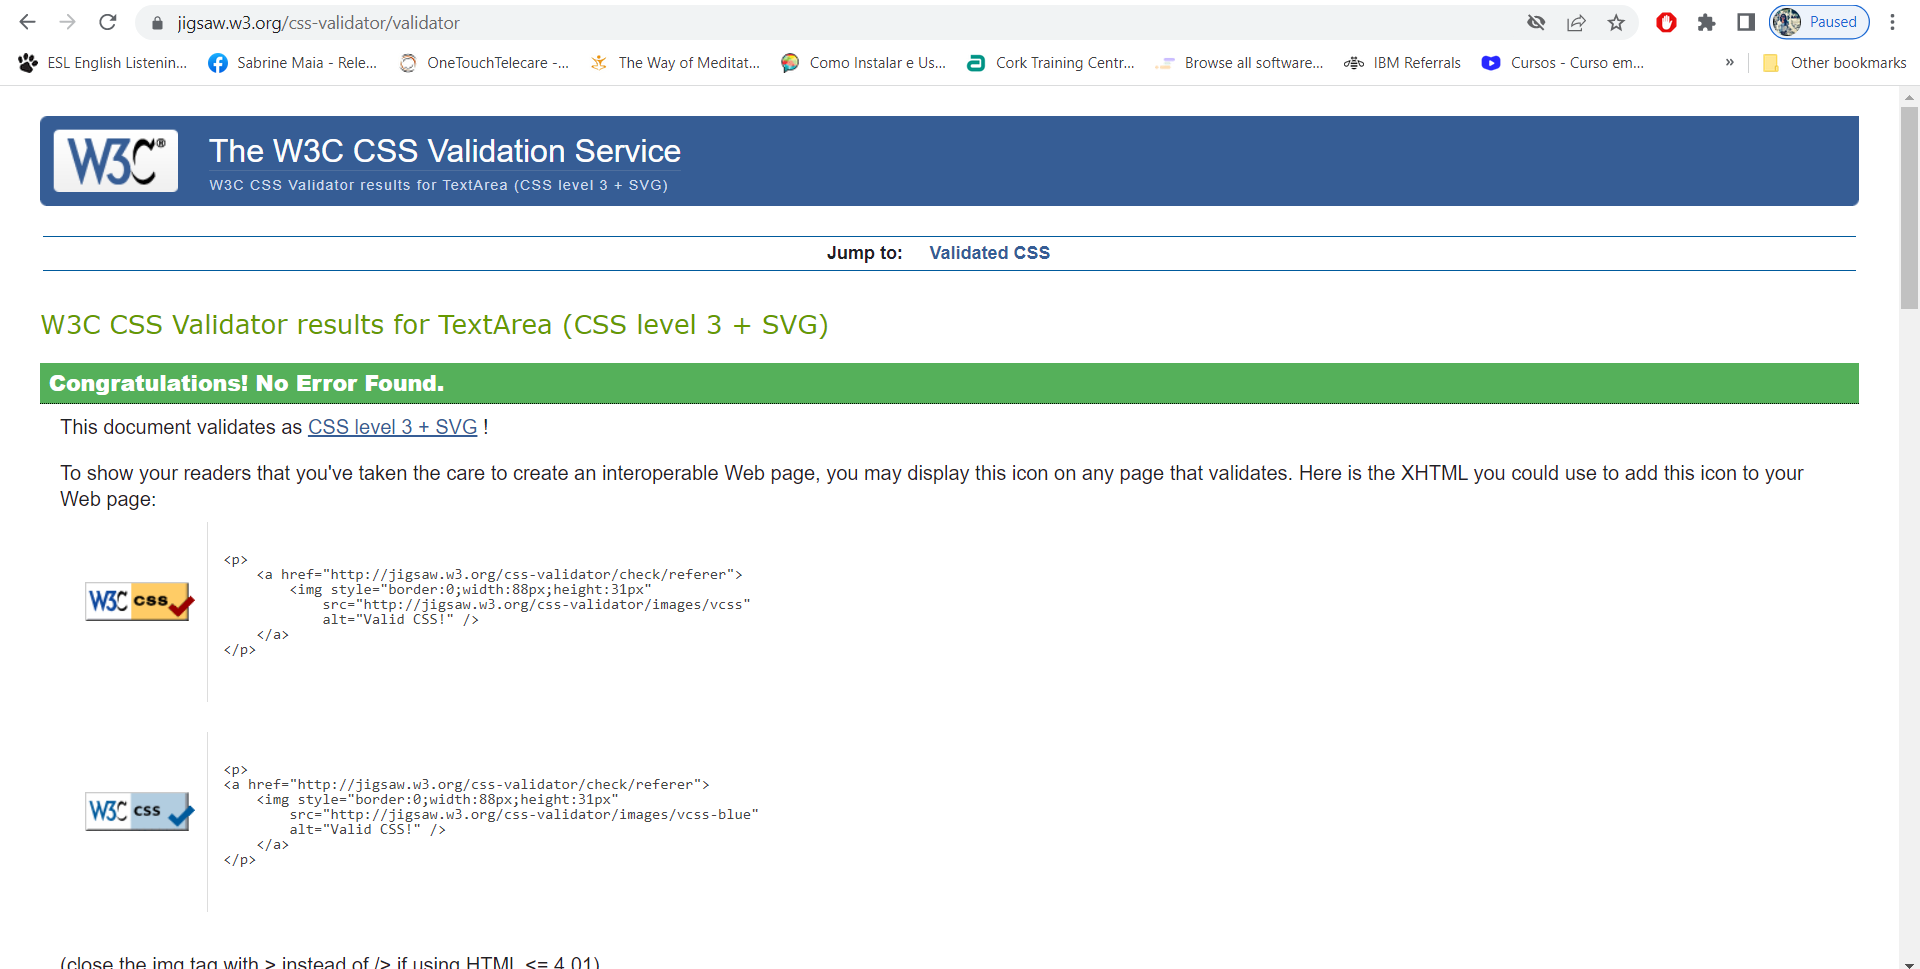 jigsaw.w3.org/css-validator/validator
Paused
ESL English Listenin... Sabrine Maia - Rele... OneTouchTelecare -... The Way of Meditat... Como Instalar e Us... Cork Training Centr... Browse all software... IBM Referrals Cursos - Curso em... » Other bookmarks
W3C®
The W3C CSS Validation Service
W3C CSS Validator results for TextArea (CSS level 3 + SVG)
Jump to: Validated CSS
W3C CSS Validator results for TextArea (CSS level 3 + SVG)
Congratulations! No Error Found.
This document validates as CSS level 3 + SVG !
To show your readers that you've taken the care to create an interoperable Web page, you may display this icon on any page that validates. Here is the XHTML you could use to add this icon to your
Web page:
W3C css
<p>
<a href="http://jigsaw.w3.org/css-validator/check/referer">
<img style="border:0;width:88px;height:31px"
src="http://jigsaw.w3.org/css-validator/images/vcss"
alt="Valid CSS!" />
</a>
</p>
W3C css
<p>
<a href="http://jigsaw.w3.org/css-validator/check/referer">
<img style="border:0;width:88px;height:31px"
src="http://jigsaw.w3.org/css-validator/images/vcss-blue"
alt="Valid CSS!" />
</a>
</p>
(close the img tag with > instead of /> if using HTML <= 4.01)